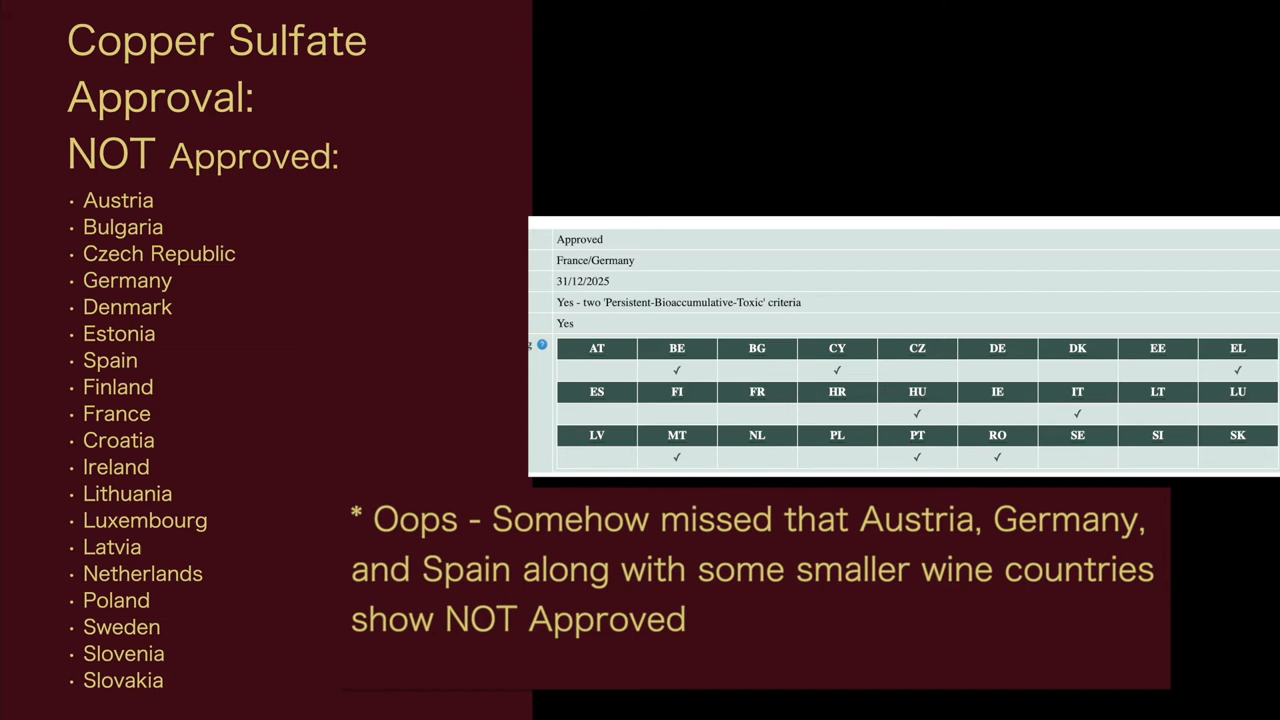 Copper Sulfate
Approval:
NOT Approved:
• Austria
• Bulgaria
• Czech Republic
• Germany
• Denmark
• Estonia
• Spain
• Finland
• France
• Croatia
• Ireland
• Lithuania
• Luxembourg
• Latvia
• Netherlands
• Poland
• Sweden
• Slovenia
• Slovakia
Approved
France/Germany
31/12/2025
Yes - two 'Persistent-Bioaccumulative-Toxic' criteria
Yes
g ?
AT BE BG CY CZ DE DK EE EL
✓ ✓ ✓
ES FI FR HR HU IE IT LT LU
✓ ✓
LV MT NL PL PT RO SE SI SK
✓ ✓ ✓
* Oops - Somehow missed that Austria, Germany,
and Spain along with some smaller wine countries
show NOT Approved